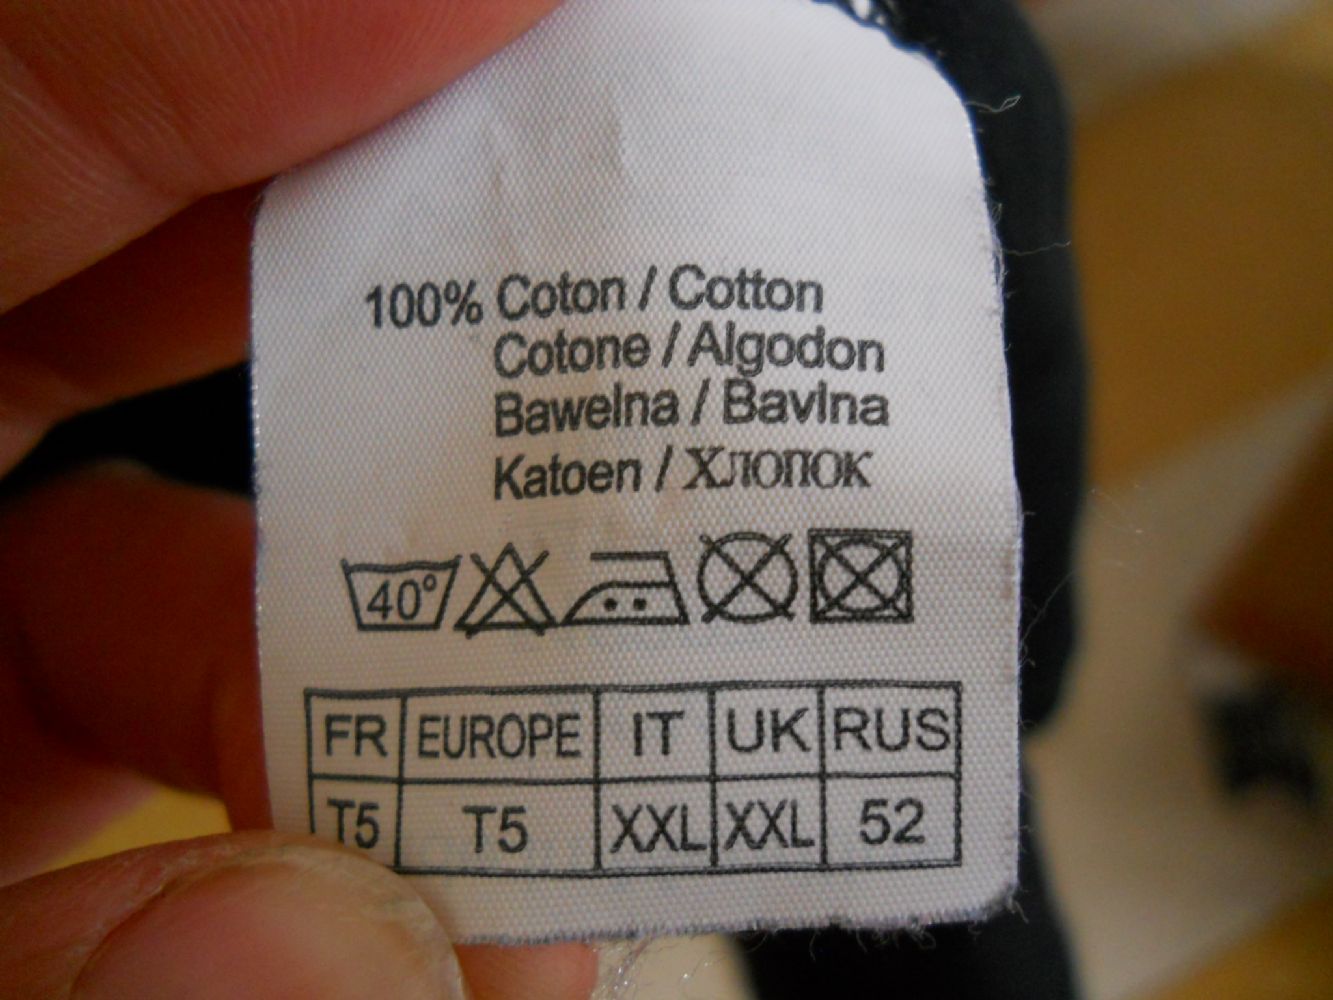 100% Coton / Cotton
Cotone / Algodon
Bawelna / Bavlna
Katoen / Хлопок
40°
FR EUROPE IT UK RUS
T5 T5 XXL XXL 52